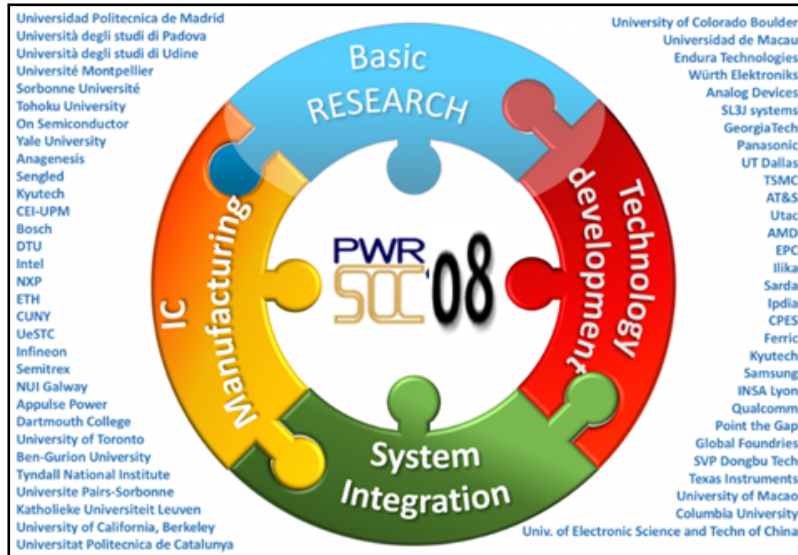 Universidad Politecnica de Madrid
Università degli studi di Padova
Università degli studi di Udine
Université Montpellier
Sorbonne Université
Tohoku University
On Semiconductor
Yale University
Anagenesis
Sengled
Kyutech
CEI-UPM
Bosch
DTU
Intel
NXP
ETH
CUNY
UeSTC
Infineon
Semitrex
NUI Galway
Appulse Power
Dartmouth College
University of Toronto
Ben-Gurion University
Tyndall National Institute
Universite Pairs-Sorbonne
Katholieke Universiteit Leuven
University of California, Berkeley
Universitat Politecnica de Catalunya
Basic
RESEARCH
Technology
development
System
Integration
IC
Manufacturing
PWR
SOC'08
University of Colorado Boulder
Universidad de Macau
Endura Technologies
Würth Elektroniks
Analog Devices
SL3J systems
GeorgiaTech
Panasonic
UT Dallas
TSMC
AT&S
Utac
AMD
EPC
Ilika
Sarda
Ipdia
CPES
Ferric
Kyutech
Samsung
INSA Lyon
Qualcomm
Point the Gap
Global Foundries
SVP Dongbu Tech
Texas Instruments
University of Macao
Columbia University
Univ. of Electronic Science and Techn of China